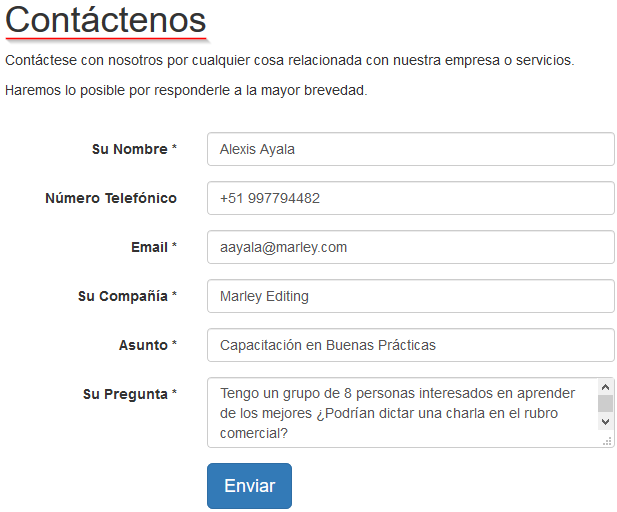 Contáctenos
Contáctese con nosotros por cualquier cosa relacionada con nuestra empresa o servicios.
Haremos lo posible por responderle a la mayor brevedad.
Su Nombre * Alexis Ayala
Número Telefónico +51 997794482
Email * aayala@marley.com
Su Compañía * Marley Editing
Asunto * Capacitación en Buenas Prácticas
Su Pregunta * Tengo un grupo de 8 personas interesados en aprender
de los mejores ¿Podrían dictar una charla en el rubro
comercial?
Enviar